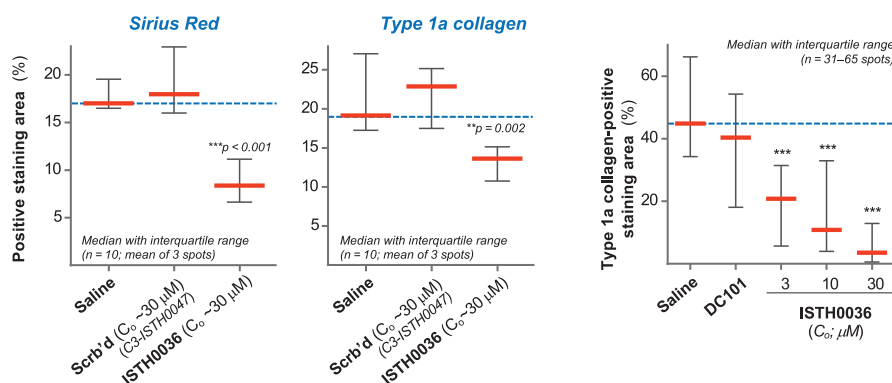 Sirius Red
Positive staining area (%)
20
15
10
5
***p < 0.001
Median with interquartile range
(n = 10; mean of 3 spots)
Saline
Scrb'd (Co ~30 µM)
(C3-ISTH0047)
ISTH0036 (Co ~30 µM)
Type 1a collagen
25
20
15
10
5
**p = 0.002
Median with interquartile range
(n = 10; mean of 3 spots)
Saline
Scrb'd (Co ~30 µM)
(C3-ISTH0047)
ISTH0036 (Co ~30 µM)
Type 1a collagen-positive
staining area (%)
60
40
20
Median with interquartile range
(n = 31–65 spots)
***
***
***
Saline
DC101
3 10 30
ISTH0036
(Co; µM)